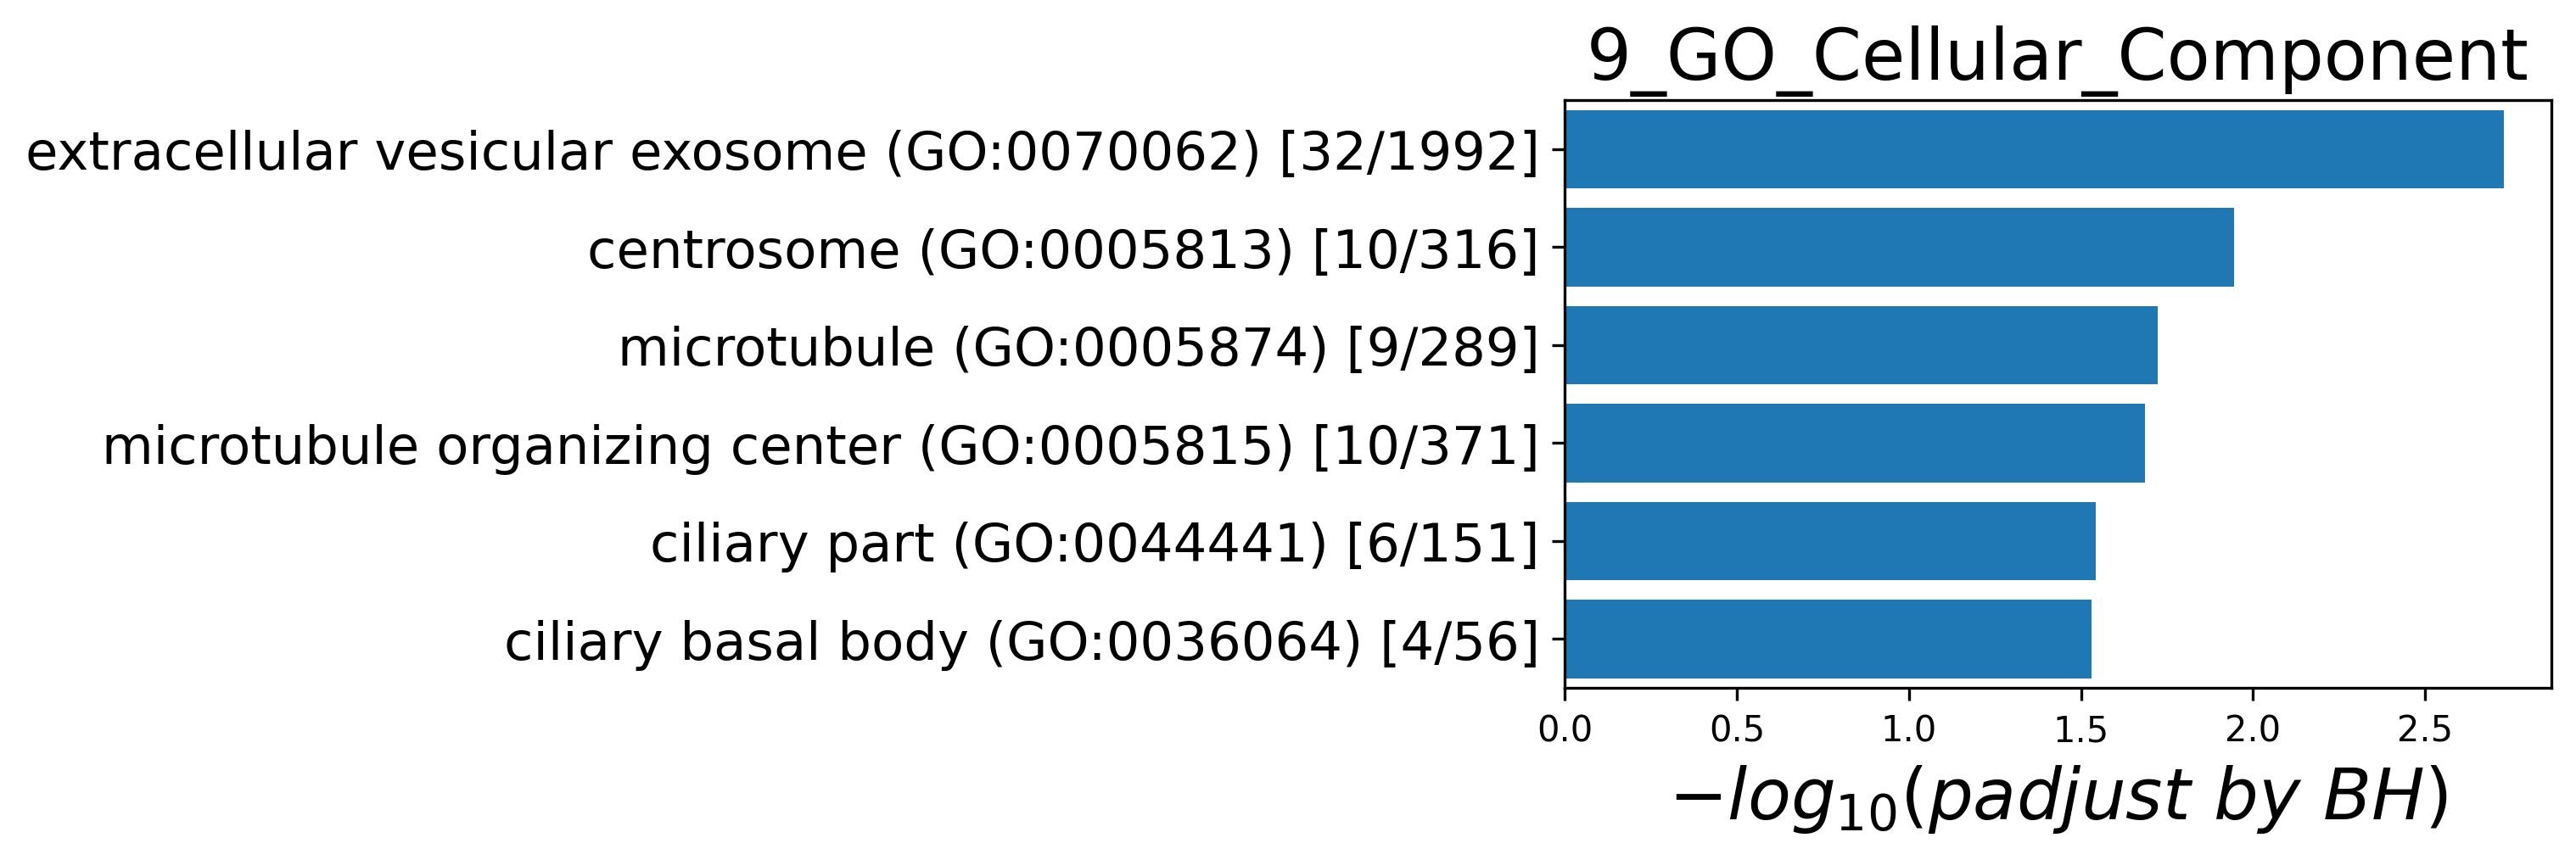 9_GO_Cellular_Component
extracellular vesicular exosome (GO:0070062) [32/1992]
centrosome (GO:0005813) [10/316]
microtubule (GO:0005874) [9/289]
microtubule organizing center (GO:0005815) [10/371]
ciliary part (GO:0044441) [6/151]
ciliary basal body (GO:0036064) [4/56]
0.0 0.5 1.0 1.5 2.0 2.5
−log₁₀(padjust by BH)